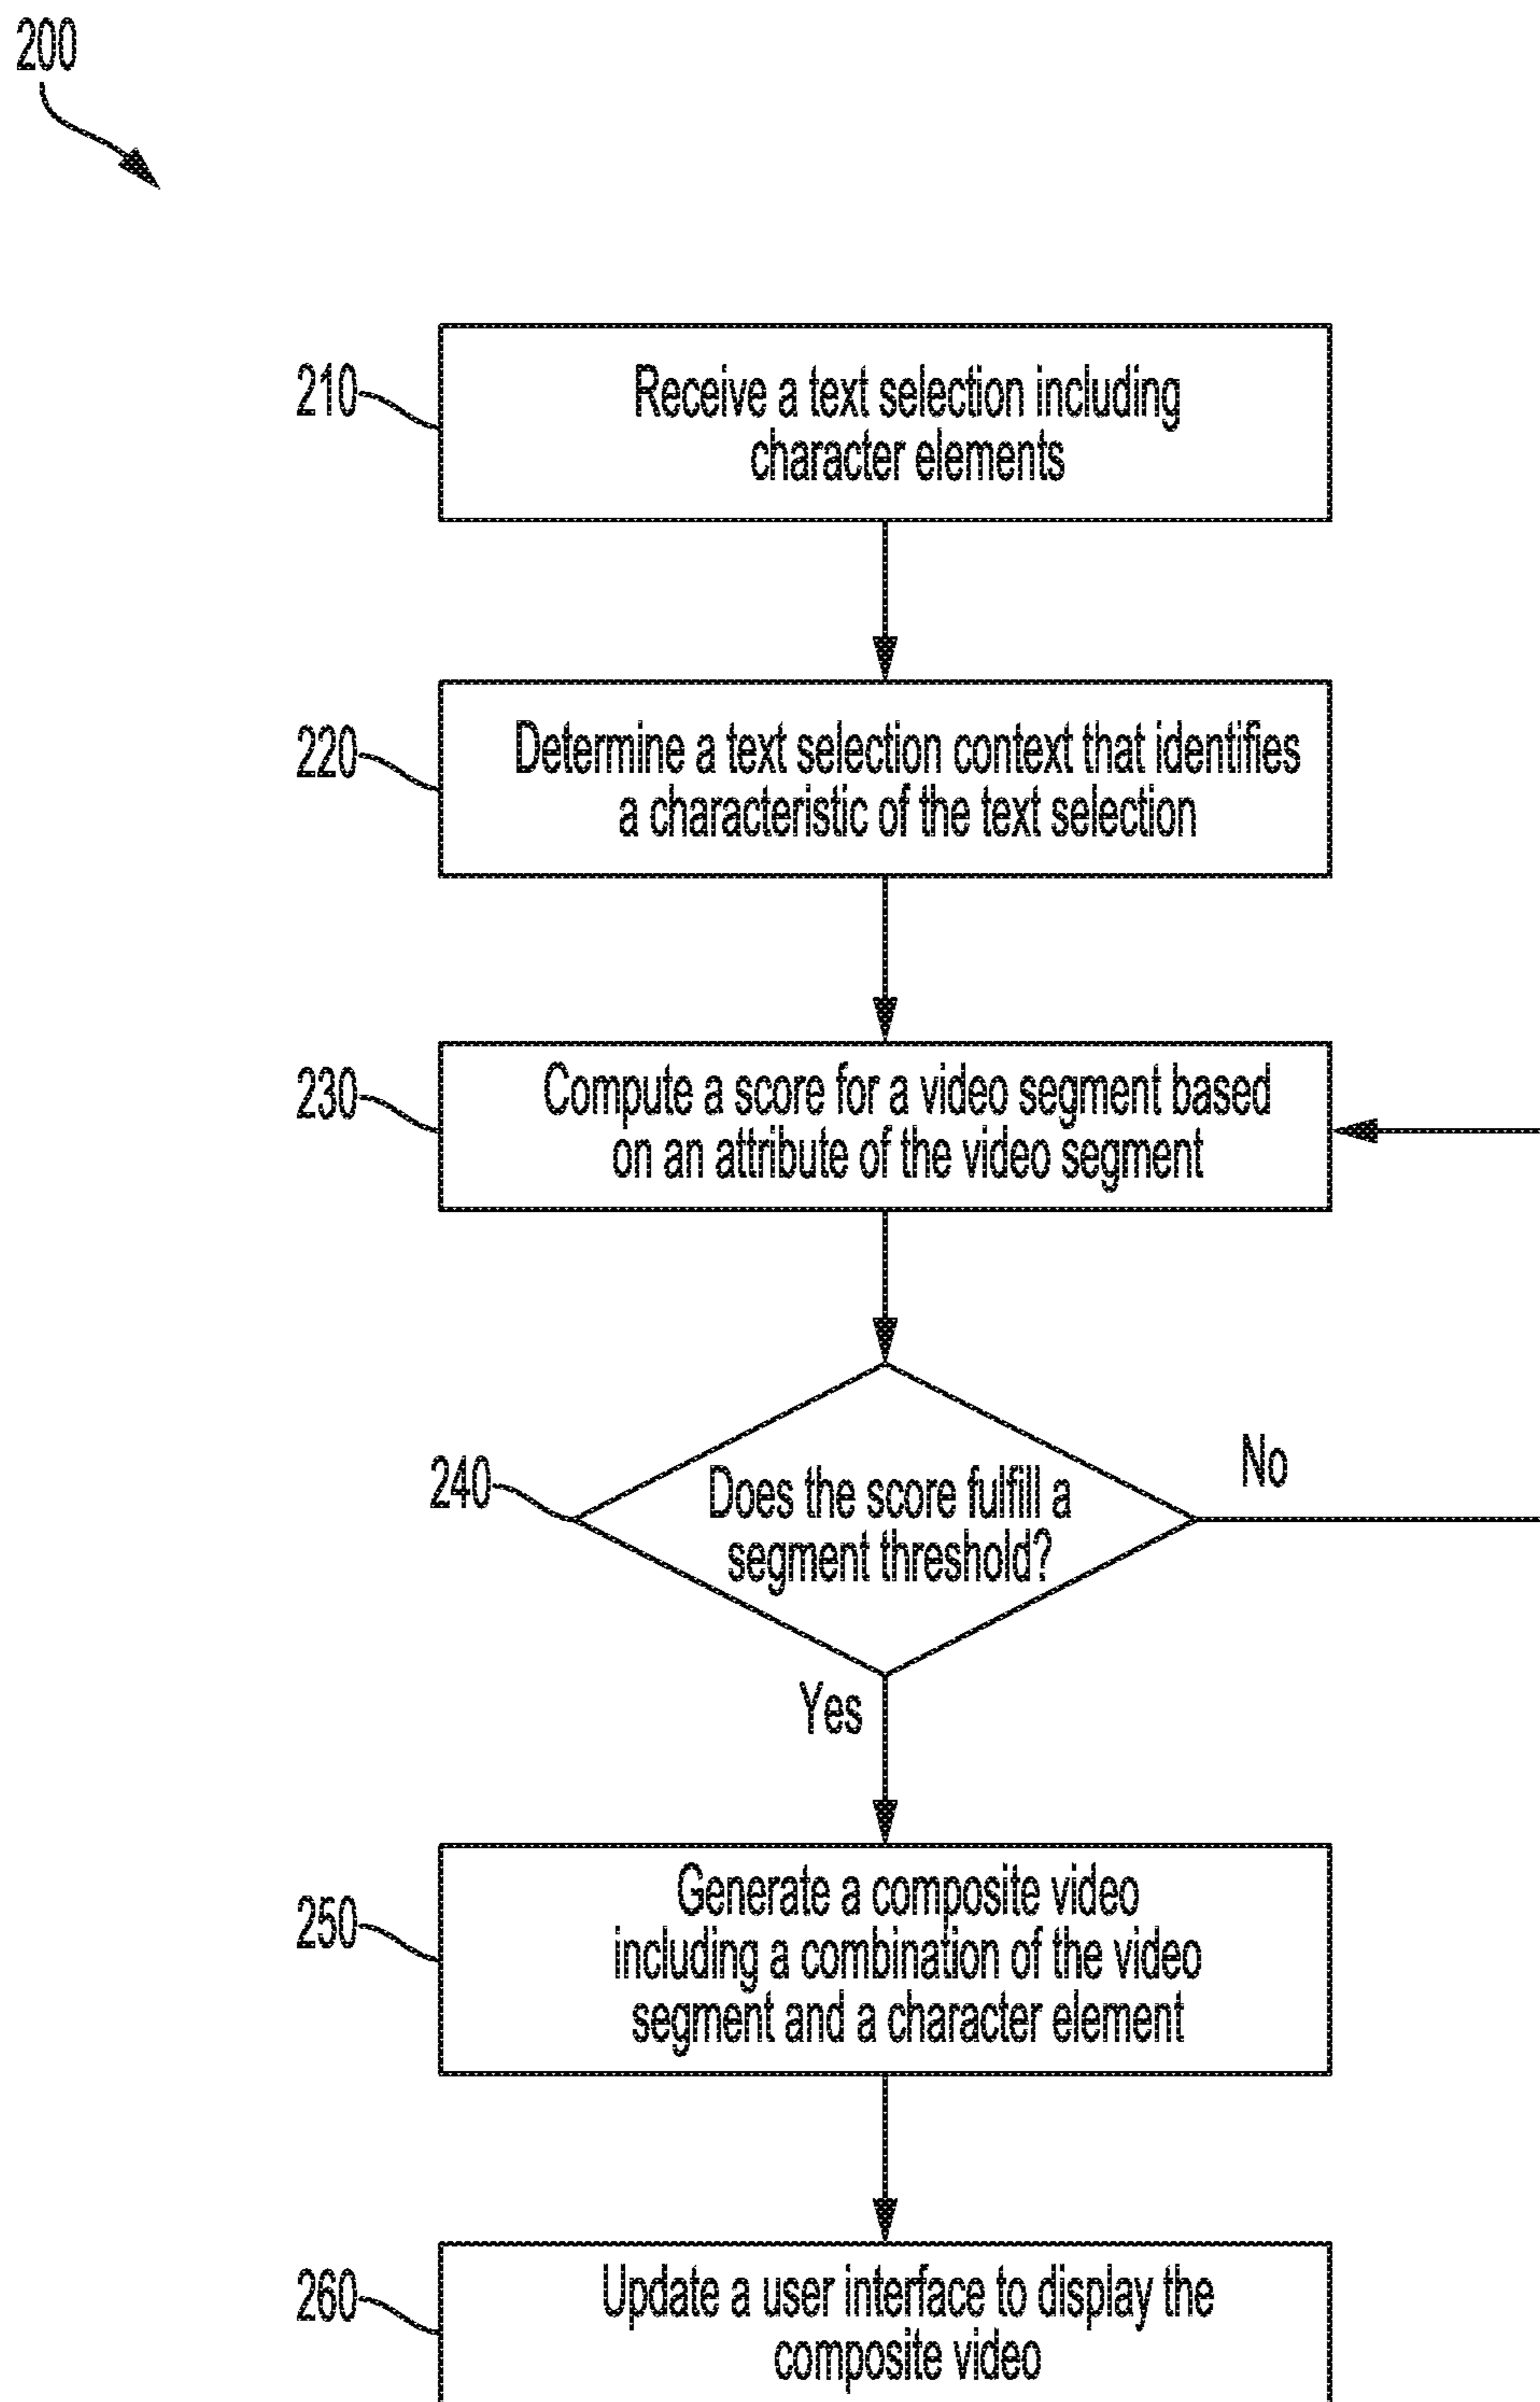 200
210
Receive a text selection including
character elements
220
Determine a text selection context that identifies
a characteristic of the text selection
230
Compute a score for a video segment based
on an attribute of the video segment
240
Does the score fulfill a
segment threshold?
No
Yes
250
Generate a composite video
including a combination of the video
segment and a character element
260
Update a user interface to display the
composite video